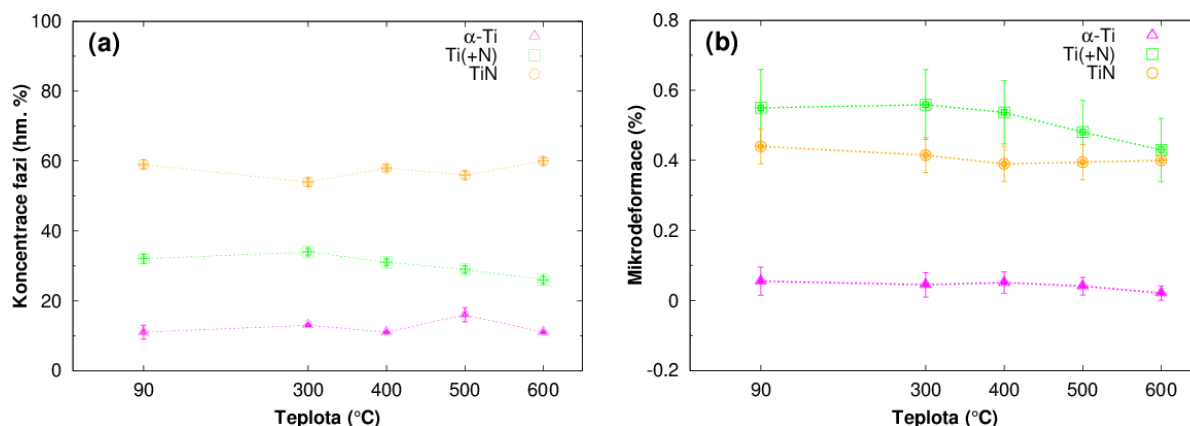 (a)
α-Ti
Ti(+N)
TiN
Koncentrace fazi (hm. %)
100
80
60
40
20
0
90
300
400
500
600
Teplota (°C)
(b)
α-Ti
Ti(+N)
TiN
Mikrodeformace (%)
0.8
0.6
0.4
0.2
0
-0.2
90
300
400
500
600
Teplota (°C)